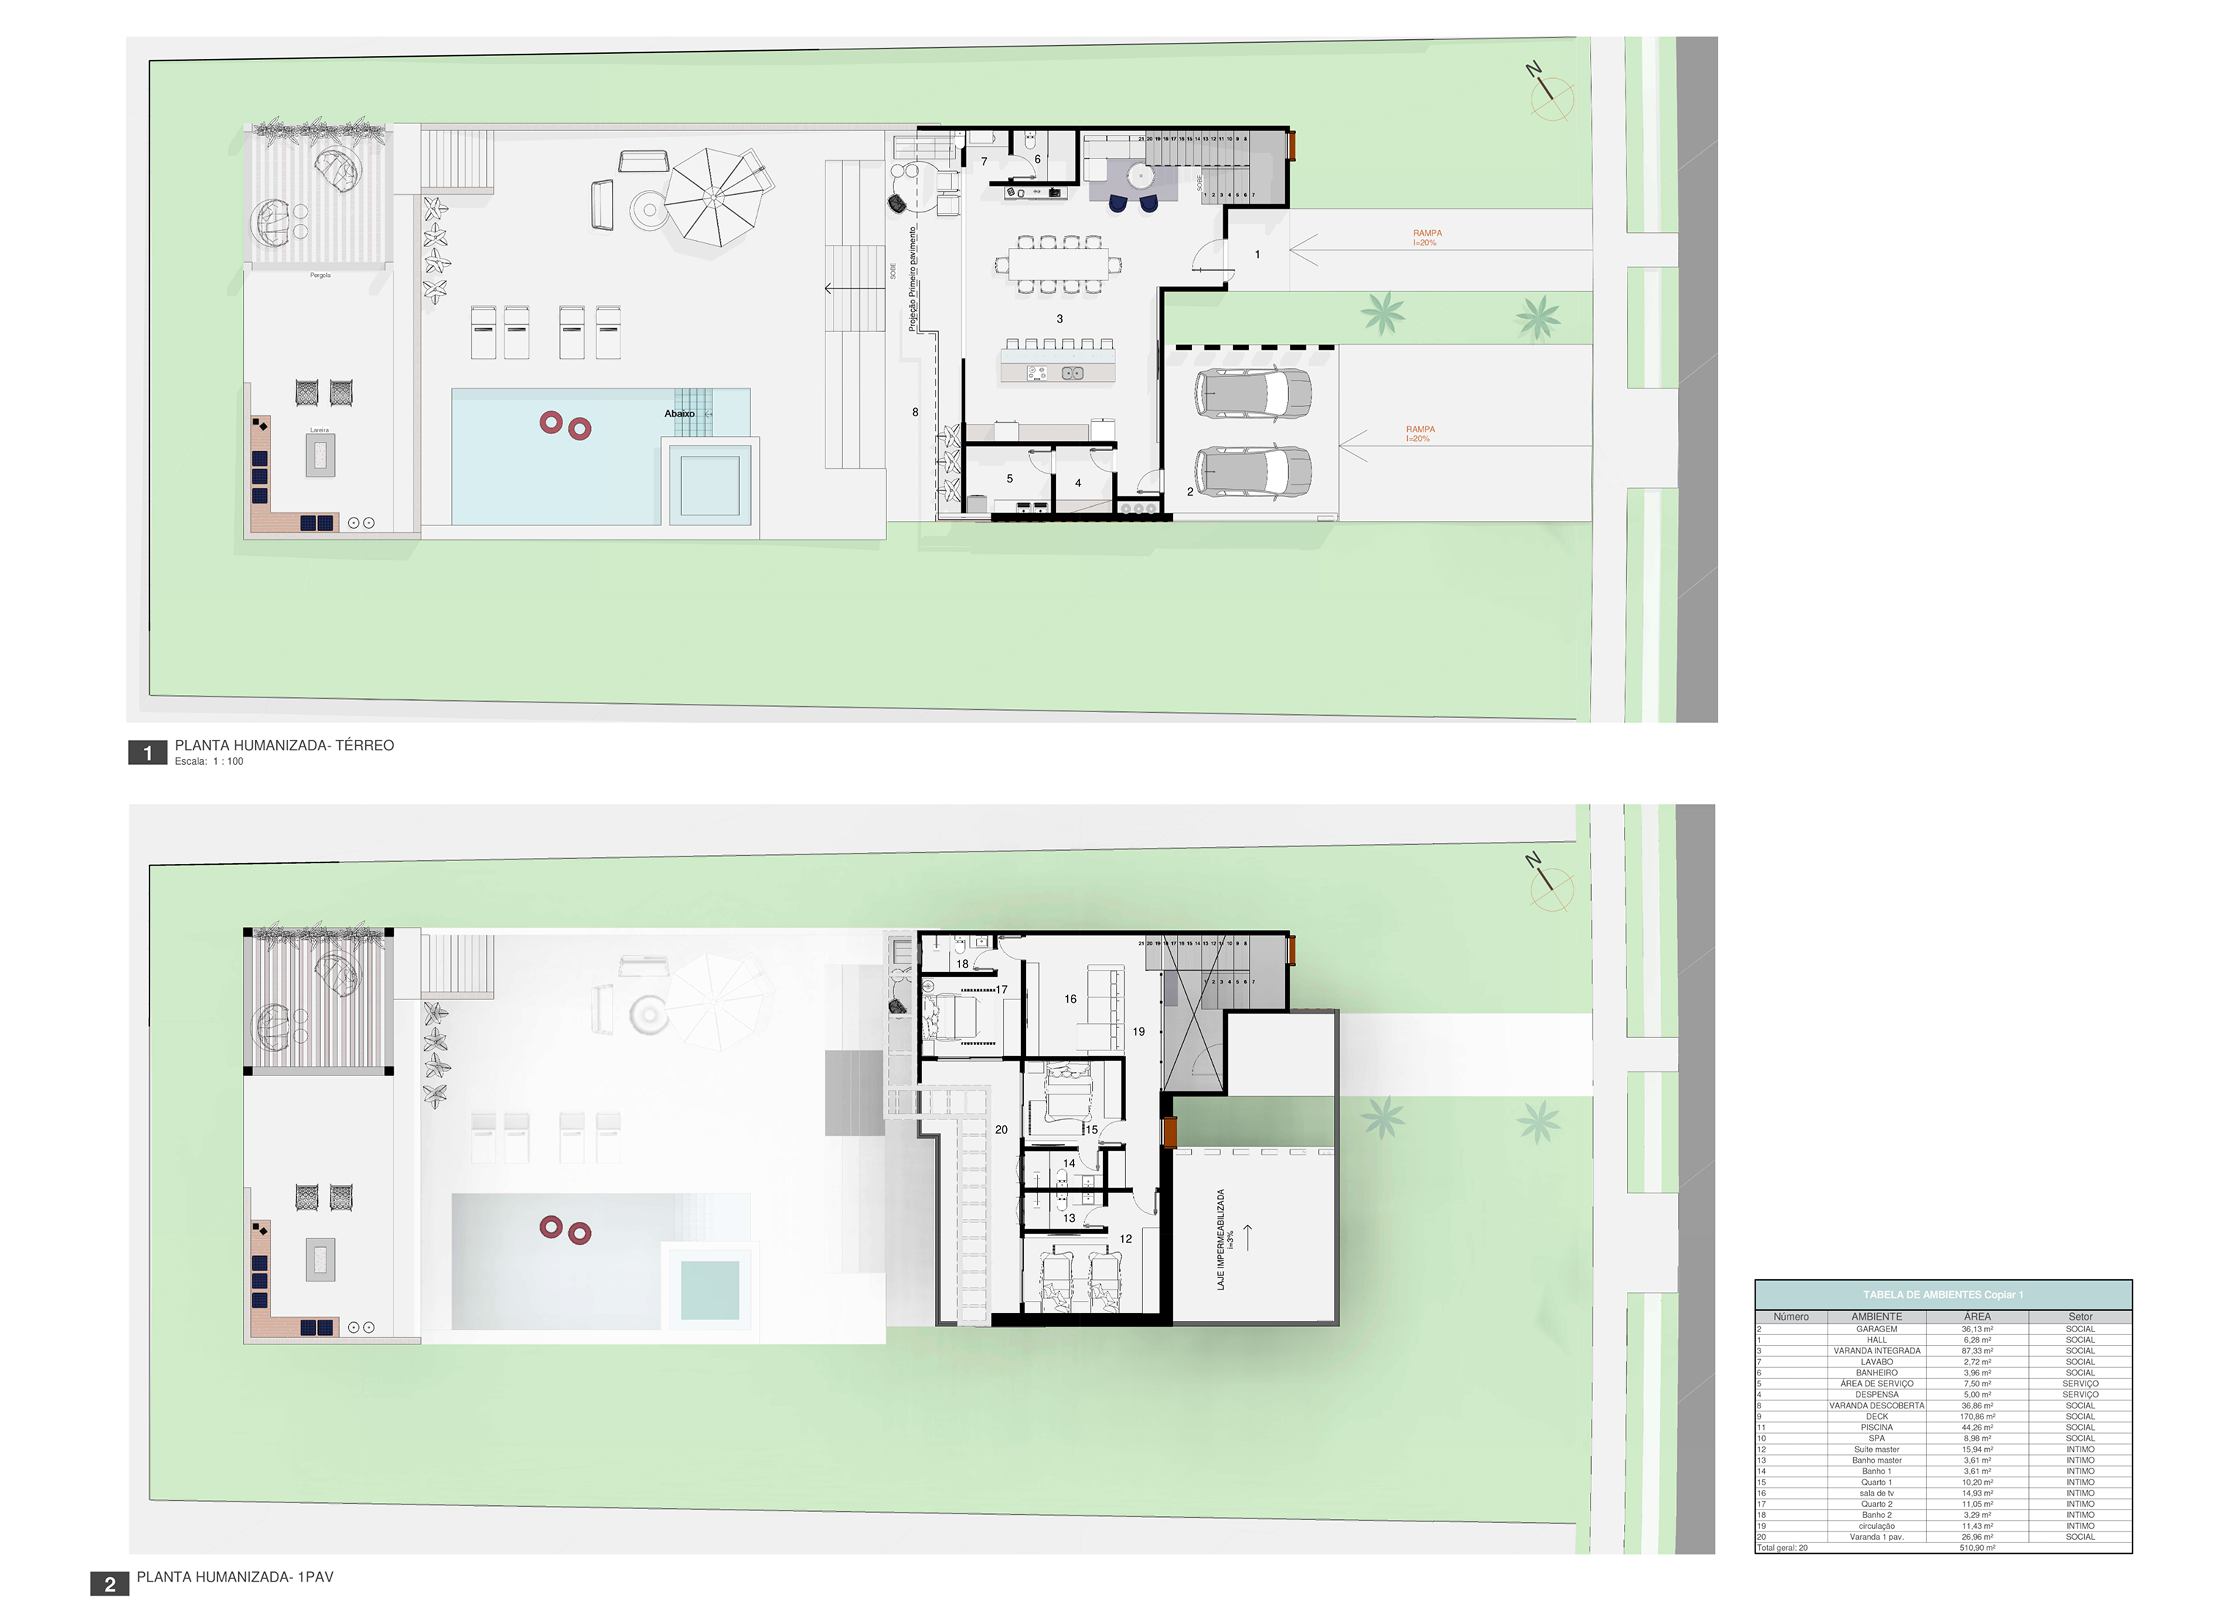 N
21 20 19 18 17 16 15 14 13 12 11 10 9 8
7
6
SOBE
1 2 3 4 5 6 7
Projeção Primeiro pavimento
SOBE
1
RAMPA
I=20%
Pergola
3
Abaixo
8
Lareira
RAMPA
I=20%
5
4
2
1
PLANTA HUMANIZADA- TÉRREO
Escala: 1 : 100
N
21 20 19 18 17 16 15 14 13 12 11 10 9 8
18
17
16
1 2 3 4 5 6 7
19
20
15
14
13
12
LAJE IMPERMEABILIZADA
i=3%
2
PLANTA HUMANIZADA- 1PAV
TABELA DE AMBIENTES Copiar 1
Número AMBIENTE ÁREA Setor
2 GARAGEM 36,13 m² SOCIAL
1 HALL 6,28 m² SOCIAL
3 VARANDA INTEGRADA 87,33 m² SOCIAL
7 LAVABO 2,72 m² SOCIAL
6 BANHEIRO 3,96 m² SOCIAL
5 ÁREA DE SERVIÇO 7,50 m² SERVIÇO
4 DESPENSA 5,00 m² SERVIÇO
8 VARANDA DESCOBERTA 36,86 m² SOCIAL
9 DECK 170,86 m² SOCIAL
11 PISCINA 44,26 m² SOCIAL
10 SPA 8,98 m² SOCIAL
12 Suíte master 15,94 m² INTIMO
13 Banho master 3,61 m² INTIMO
14 Banho 1 3,61 m² INTIMO
15 Quarto 1 10,20 m² INTIMO
16 sala de tv 14,93 m² INTIMO
17 Quarto 2 11,05 m² INTIMO
18 Banho 2 3,29 m² INTIMO
19 circulação 11,43 m² INTIMO
20 Varanda 1 pav. 26,96 m² SOCIAL
Total geral: 20 510,90 m²